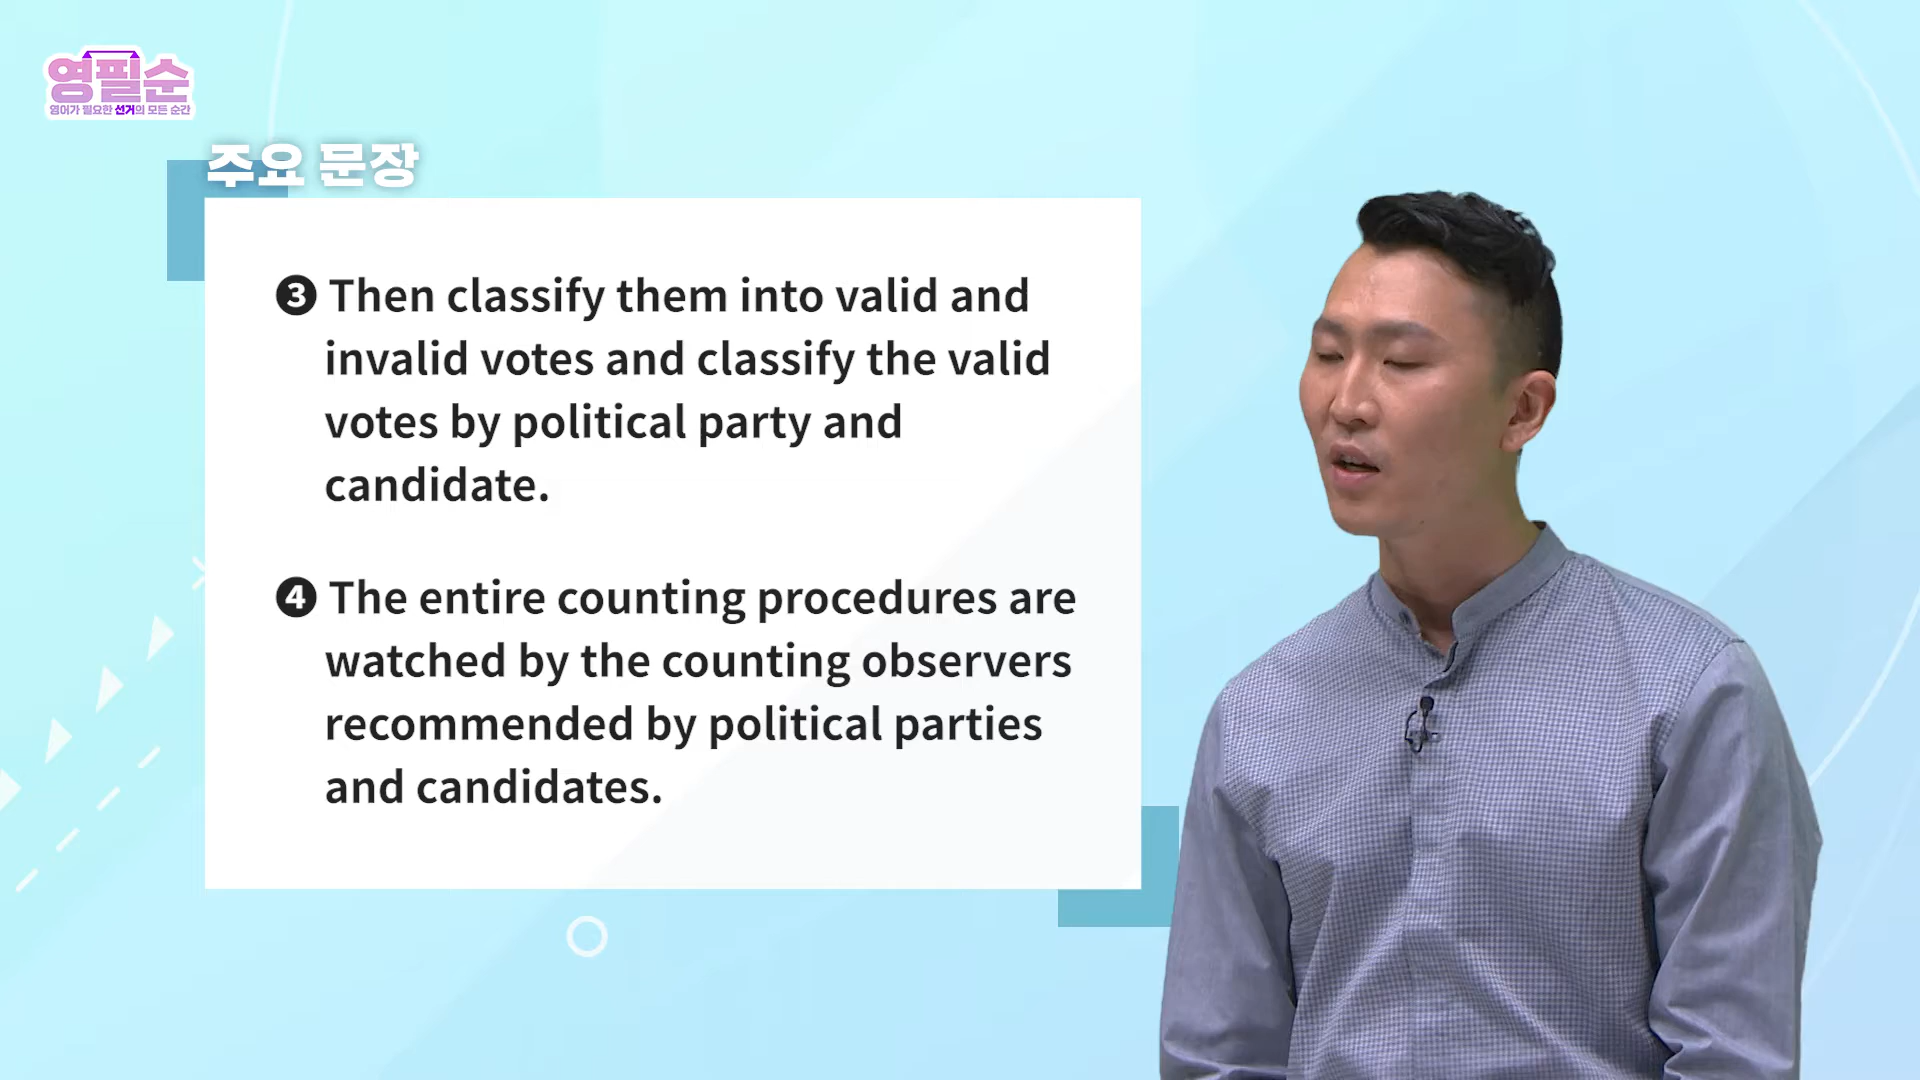 영필순
영어가 필요한 선거의 모든 순간
주요 문장
❸ Then classify them into valid and
invalid votes and classify the valid
votes by political party and
candidate.
❹ The entire counting procedures are
watched by the counting observers
recommended by political parties
and candidates.